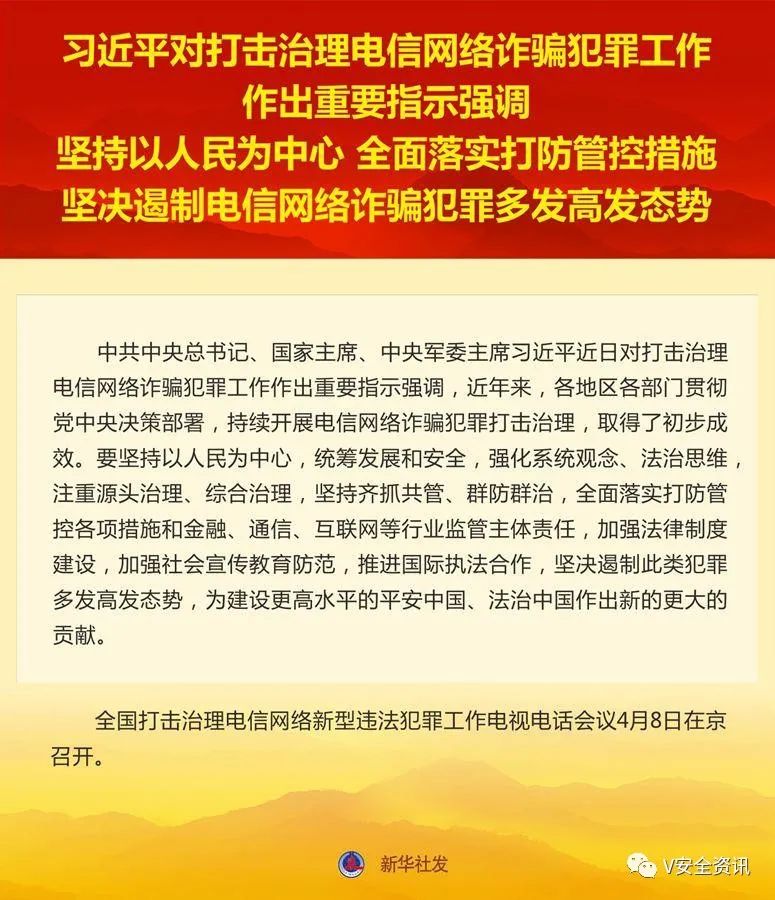 习近平对打击治理电信网络诈骗犯罪工作
作出重要指示强调
坚持以人民为中心 全面落实打防管控措施
坚决遏制电信网络诈骗犯罪多发高发态势
中共中央总书记、国家主席、中央军委主席习近平近日对打击治理
电信网络诈骗犯罪工作作出重要指示强调，近年来，各地区各部门贯彻
党中央决策部署，持续开展电信网络诈骗犯罪打击治理，取得了初步成
效。要坚持以人民为中心，统筹发展和安全，强化系统观念、法治思维，
注重源头治理、综合治理，坚持齐抓共管、群防群治，全面落实打防管
控各项措施和金融、通信、互联网等行业监管主体责任，加强法律制度
建设，加强社会宣传教育防范，推进国际执法合作，坚决遏制此类犯罪
多发高发态势，为建设更高水平的平安中国、法治中国作出新的更大的
贡献。
全国打击治理电信网络新型违法犯罪工作电视电话会议4月8日在京
召开。
新华社发
V安全资讯